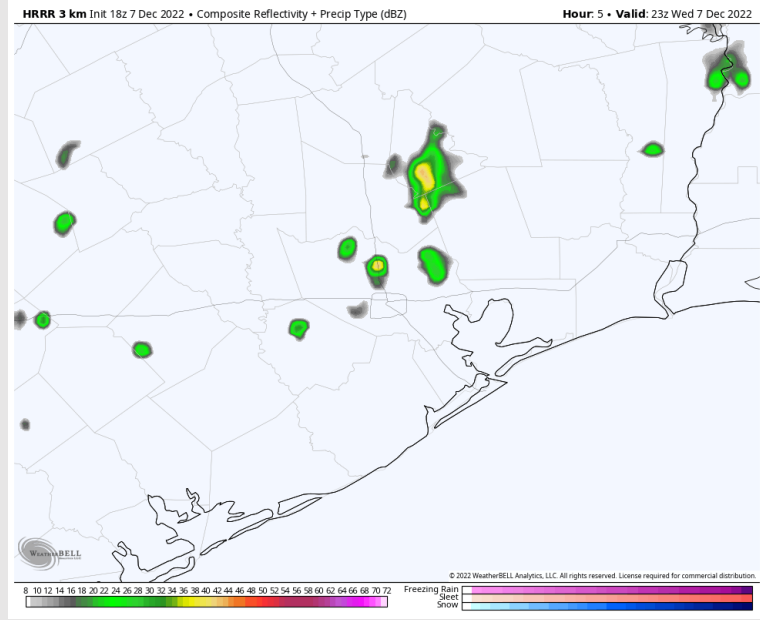 HRRR 3 km Init 18z 7 Dec 2022 • Composite Reflectivity + Precip Type (dBZ) Hour: 5 • Valid: 23z Wed 7 Dec 2022
WEATHERBELL
© 2022 WeatherBELL Analytics, LLC. All rights reserved. License required for commercial distribution.
8 10 12 14 16 18 20 22 24 26 28 30 32 34 36 38 40 42 44 46 48 50 52 54 56 58 60 62 64 66 68 70 72
Freezing Rain
Sleet
Snow